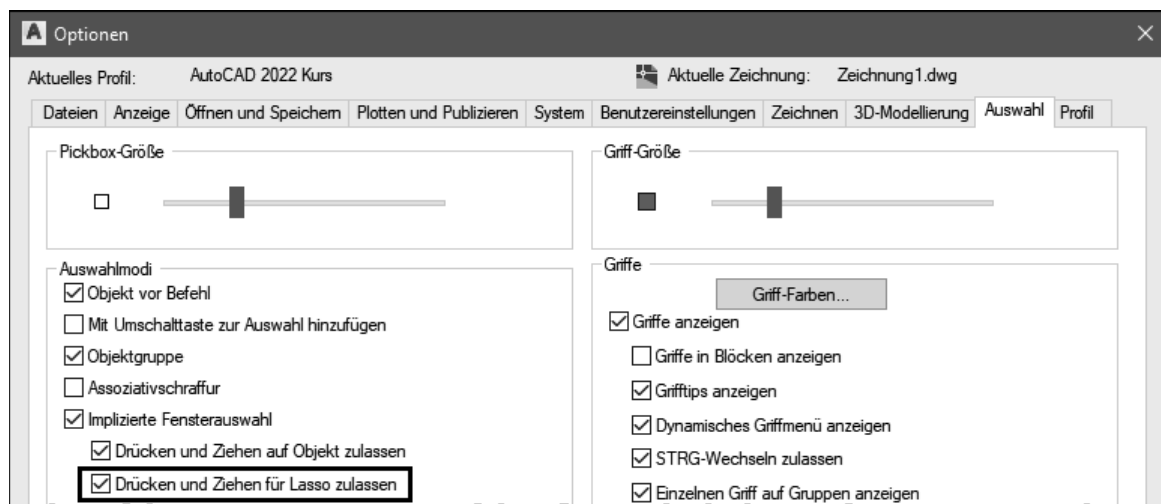 Optionen
Aktuelles Profil: AutoCAD 2022 Kurs Aktuelle Zeichnung: Zeichnung1.dwg
Dateien Anzeige Öffnen und Speichern Plotten und Publizieren System Benutzereinstellungen Zeichnen 3D-Modellierung Auswahl Profil
Pickbox-Größe
Griff-Größe
Auswahlmodi
Objekt vor Befehl
Mit Umschalttaste zur Auswahl hinzufügen
Objektgruppe
Assoziativschraffur
Implizierte Fensterauswahl
Drücken und Ziehen auf Objekt zulassen
Drücken und Ziehen für Lasso zulassen
Griffe
Griff-Farben...
Griffe anzeigen
Griffe in Blöcken anzeigen
Grifftips anzeigen
Dynamisches Griffmenü anzeigen
STRG-Wechseln zulassen
Einzelnen Griff auf Gruppen anzeigen